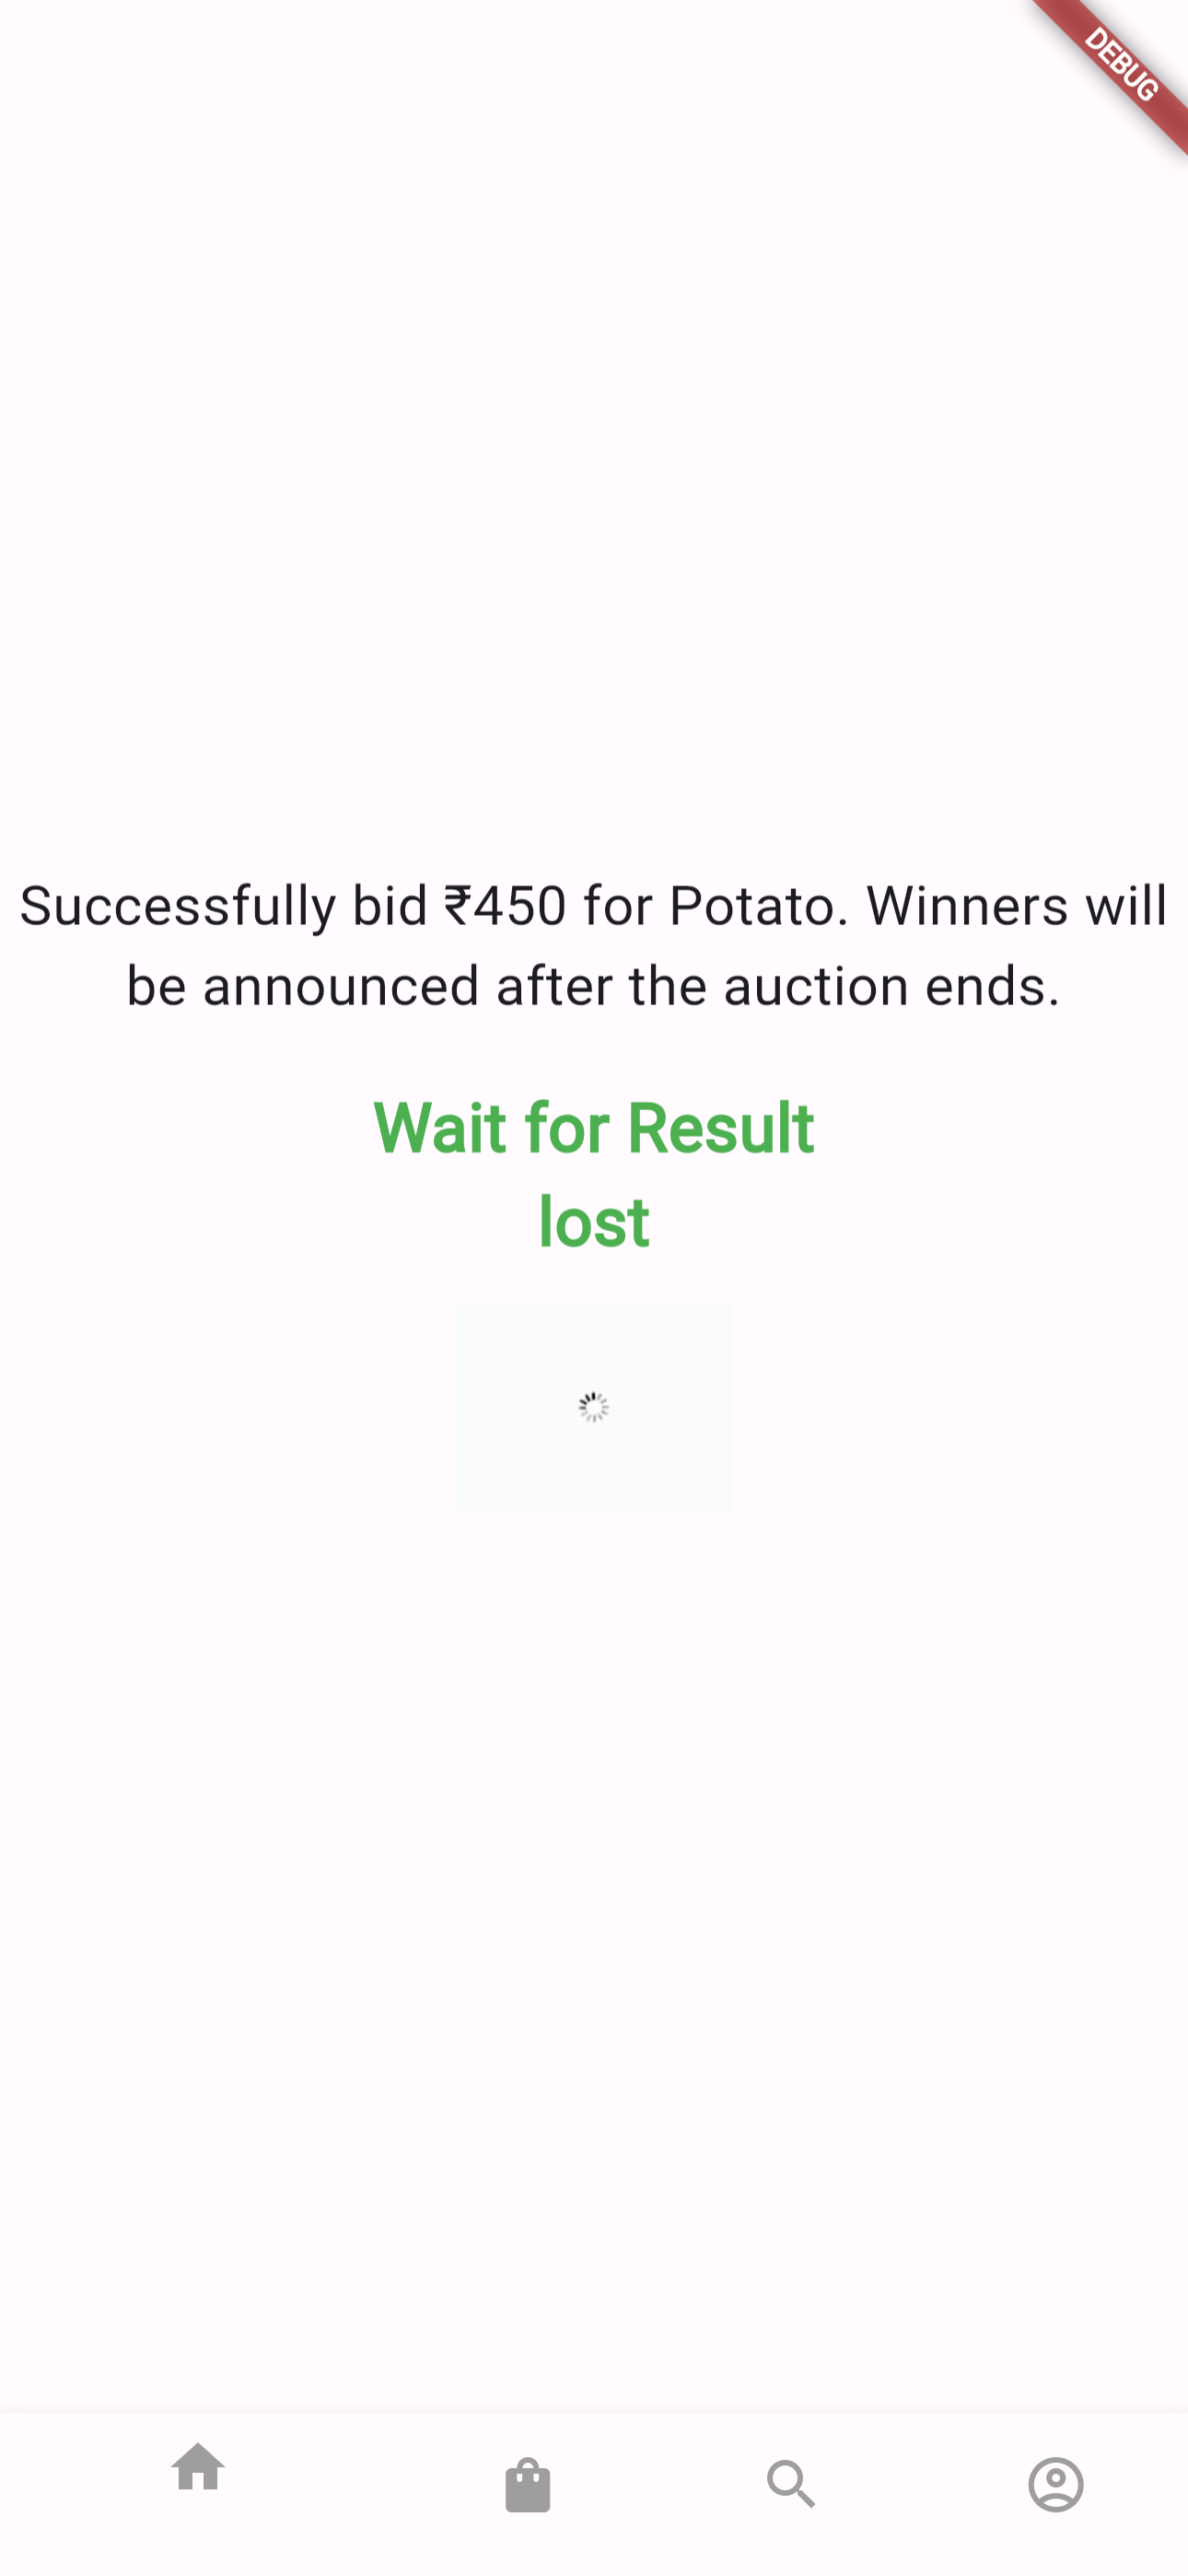 DEBUG
Successfully bid ₹450 for Potato. Winners will
be announced after the auction ends.
Wait for Result
lost